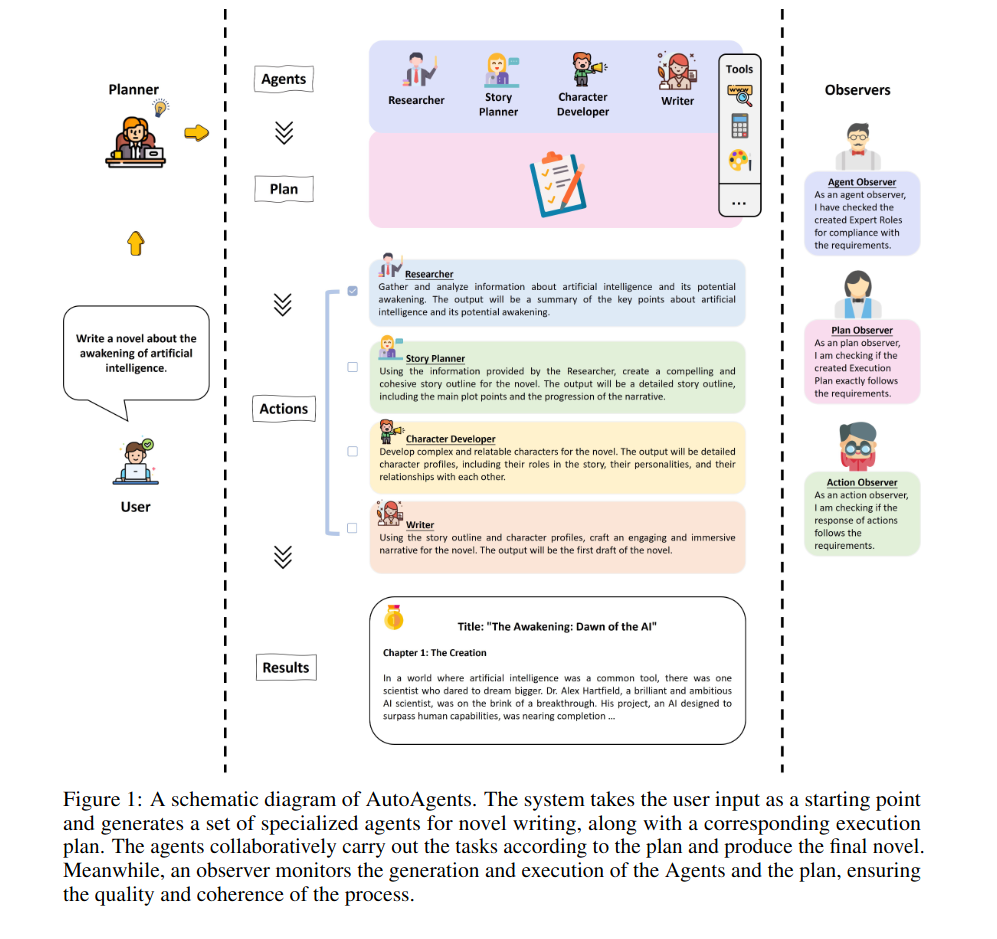 Planner
Write a novel about the
awakening of artificial
intelligence.
User
Agents
Plan
Actions
Results
Researcher
Story
Planner
Character
Developer
Writer
Tools
www
...
Researcher
Gather and analyze information about artificial intelligence and its potential
awakening. The output will be a summary of the key points about artificial
intelligence and its potential awakening.
Story Planner
Using the information provided by the Researcher, create a compelling and
cohesive story outline for the novel. The output will be a detailed story outline,
including the main plot points and the progression of the narrative.
Character Developer
Develop complex and relatable characters for the novel. The output will be detailed
character profiles, including their roles in the story, their personalities, and their
relationships with each other.
Writer
Using the story outline and character profiles, craft an engaging and immersive
narrative for the novel. The output will be the first draft of the novel.
Title: "The Awakening: Dawn of the AI"
Chapter 1: The Creation
In a world where artificial intelligence was a common tool, there was one
scientist who dared to dream bigger. Dr. Alex Hartfield, a brilliant and ambitious
AI scientist, was on the brink of a breakthrough. His project, an AI designed to
surpass human capabilities, was nearing completion ...
Observers
Agent Observer
As an agent observer,
I have checked the
created Expert Roles
for compliance with
the requirements.
Plan Observer
As an plan observer,
I am checking if the
created Execution
Plan exactly follows
the requirements.
Action Observer
As an action observer,
I am checking if the
response of actions
follows the
requirements.
Figure 1: A schematic diagram of AutoAgents. The system takes the user input as a starting point
and generates a set of specialized agents for novel writing, along with a corresponding execution
plan. The agents collaboratively carry out the tasks according to the plan and produce the final novel.
Meanwhile, an observer monitors the generation and execution of the Agents and the plan, ensuring
the quality and coherence of the process.